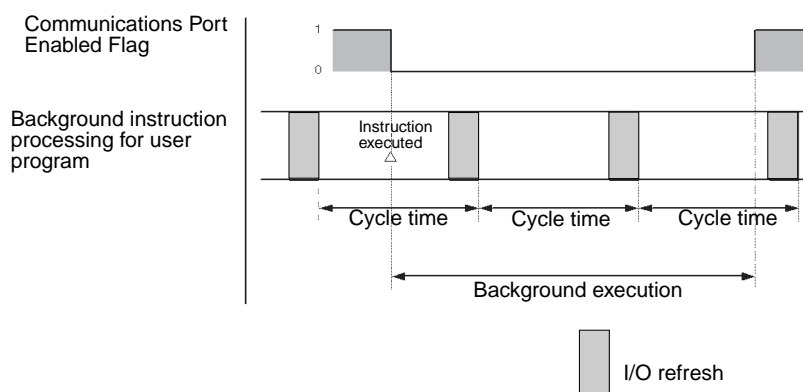 Communications Port
Enabled Flag
1
0
Background instruction
processing for user
program
Instruction
executed
Cycle time
Cycle time
Cycle time
Background execution
I/O refresh